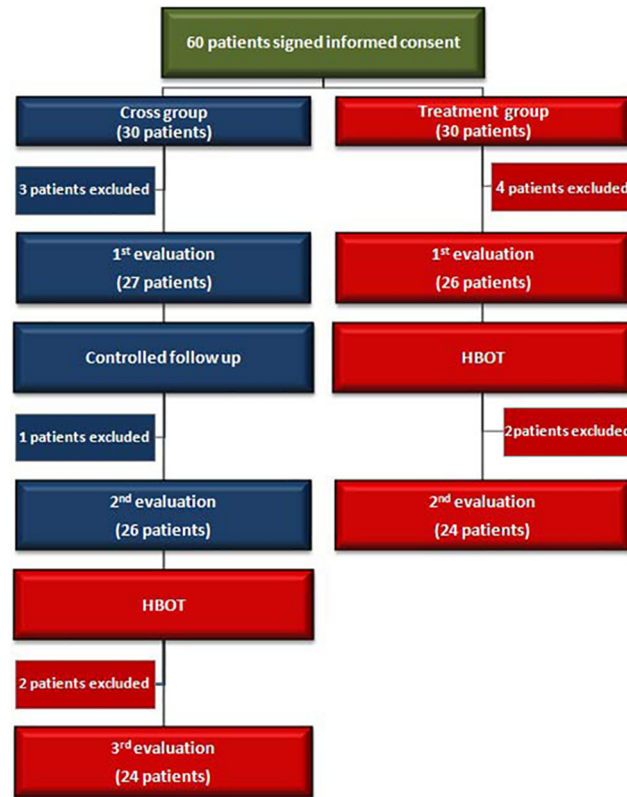 60 patients signed informed consent
Cross group
(30 patients)
Treatment group
(30 patients)
3 patients excluded
4 patients excluded
1st evaluation
(27 patients)
1st evaluation
(26 patients)
Controlled follow up
HBOT
1 patients excluded
2patients excluded
2nd evaluation
(26 patients)
2nd evaluation
(24 patients)
HBOT
2 patients excluded
3rd evaluation
(24 patients)